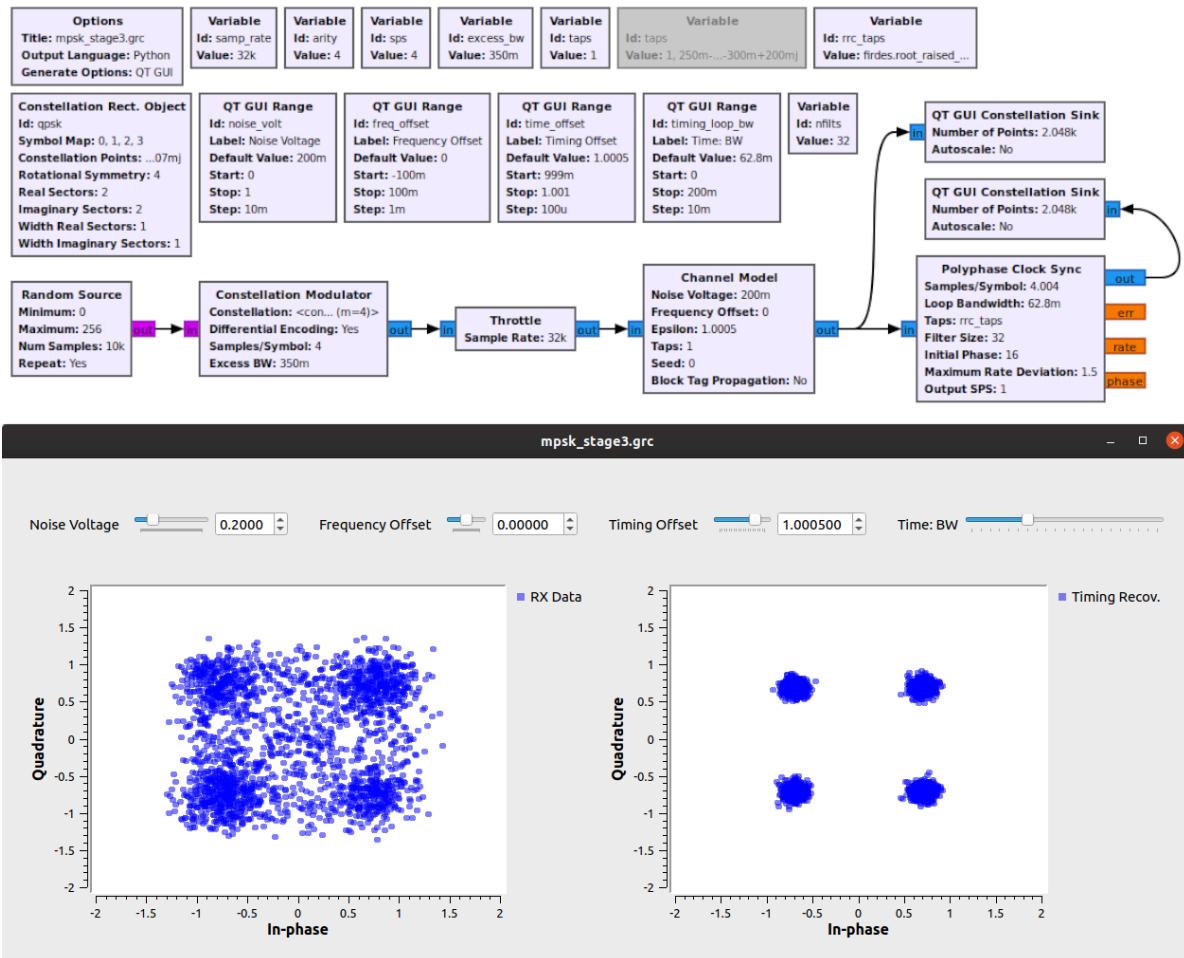 Options
Title: mpsk_stage3.grc
Output Language: Python
Generate Options: QT GUI
Variable
Id: samp_rate
Value: 32k
Variable
Id: arity
Value: 4
Variable
Id: sps
Value: 4
Variable
Id: excess_bw
Value: 350m
Variable
Id: taps
Value: 1
Variable
Id: taps
Value: 1, 250m-...-300m+200mj
Variable
Id: rrc_taps
Value: firdes.root_raised_...
Constellation Rect. Object
Id: qpsk
Symbol Map: 0, 1, 2, 3
Constellation Points: ...07mj
Rotational Symmetry: 4
Real Sectors: 2
Imaginary Sectors: 2
Width Real Sectors: 1
Width Imaginary Sectors: 1
QT GUI Range
Id: noise_volt
Label: Noise Voltage
Default Value: 200m
Start: 0
Stop: 1
Step: 10m
QT GUI Range
Id: freq_offset
Label: Frequency Offset
Default Value: 0
Start: -100m
Stop: 100m
Step: 1m
QT GUI Range
Id: time_offset
Label: Timing Offset
Default Value: 1.0005
Start: 999m
Stop: 1.001
Step: 100u
QT GUI Range
Id: timing_loop_bw
Label: Time: BW
Default Value: 62.8m
Start: 0
Stop: 200m
Step: 10m
Variable
Id: nfilts
Value: 32
QT GUI Constellation Sink
Number of Points: 2.048k
Autoscale: No
in
QT GUI Constellation Sink
Number of Points: 2.048k
Autoscale: No
in
Random Source
Minimum: 0
Maximum: 256
Num Samples: 10k
Repeat: Yes
out
in
Constellation Modulator
Constellation: <con... (m=4)>
Differential Encoding: Yes
Samples/Symbol: 4
Excess BW: 350m
out
in
Throttle
Sample Rate: 32k
out
in
Channel Model
Noise Voltage: 200m
Frequency Offset: 0
Epsilon: 1.0005
Taps: 1
Seed: 0
Block Tag Propagation: No
out
in
Polyphase Clock Sync
Samples/Symbol: 4.004
Loop Bandwidth: 62.8m
Taps: rrc_taps
Filter Size: 32
Initial Phase: 16
Maximum Rate Deviation: 1.5
Output SPS: 1
out
err
rate
phase
mpsk_stage3.grc
Noise Voltage 0.2000
Frequency Offset 0.00000
Timing Offset 1.000500
Time: BW
RX Data
Quadrature
2
1.5
1
0.5
0
-0.5
-1
-1.5
-2
-2 -1.5 -1 -0.5 0 0.5 1 1.5 2
In-phase
Timing Recov.
Quadrature
2
1.5
1
0.5
0
-0.5
-1
-1.5
-2
-2 -1.5 -1 -0.5 0 0.5 1 1.5 2
In-phase